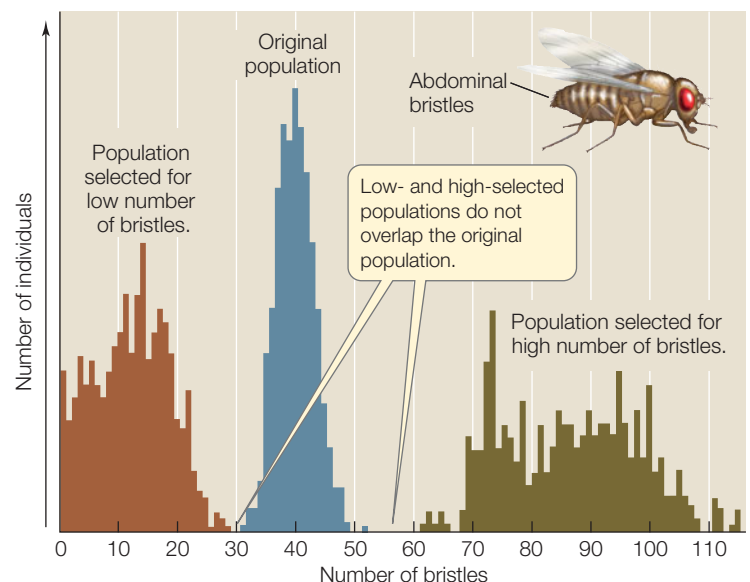 Original
population
Abdominal
bristles
Population
selected for
low number
of bristles.
Low- and high-selected
populations do not
overlap the original
population.
Population selected for
high number of bristles.
Number of individuals
0 10 20 30 40 50 60 70 80 90 100 110
Number of bristles